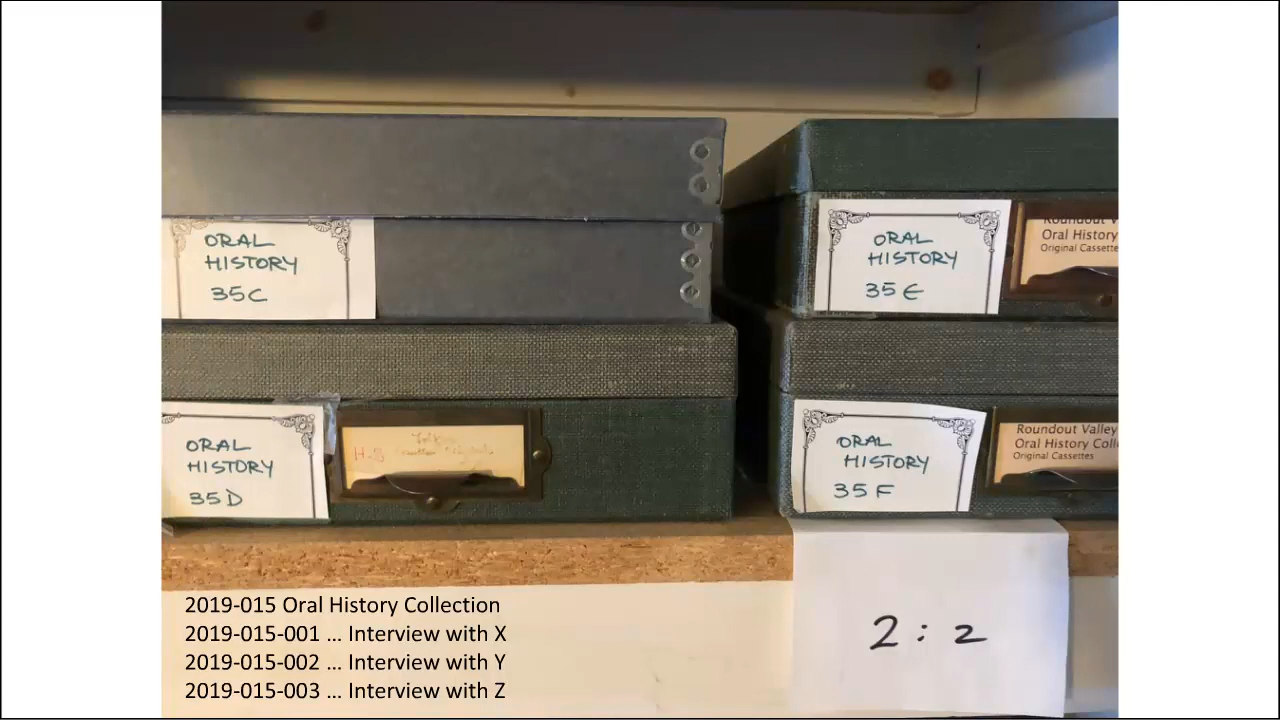 ORAL
HISTORY
35C
ORAL
HISTORY
35E
Roundout V
Oral History
Original Cassette
ORAL
HISTORY
35D
H.S
ORAL
HISTORY
35F
Roundout Valley
Oral History Coll
Original Cassettes
2:2
2019-015 Oral History Collection
2019-015-001 … Interview with X
2019-015-002 … Interview with Y
2019-015-003 … Interview with Z